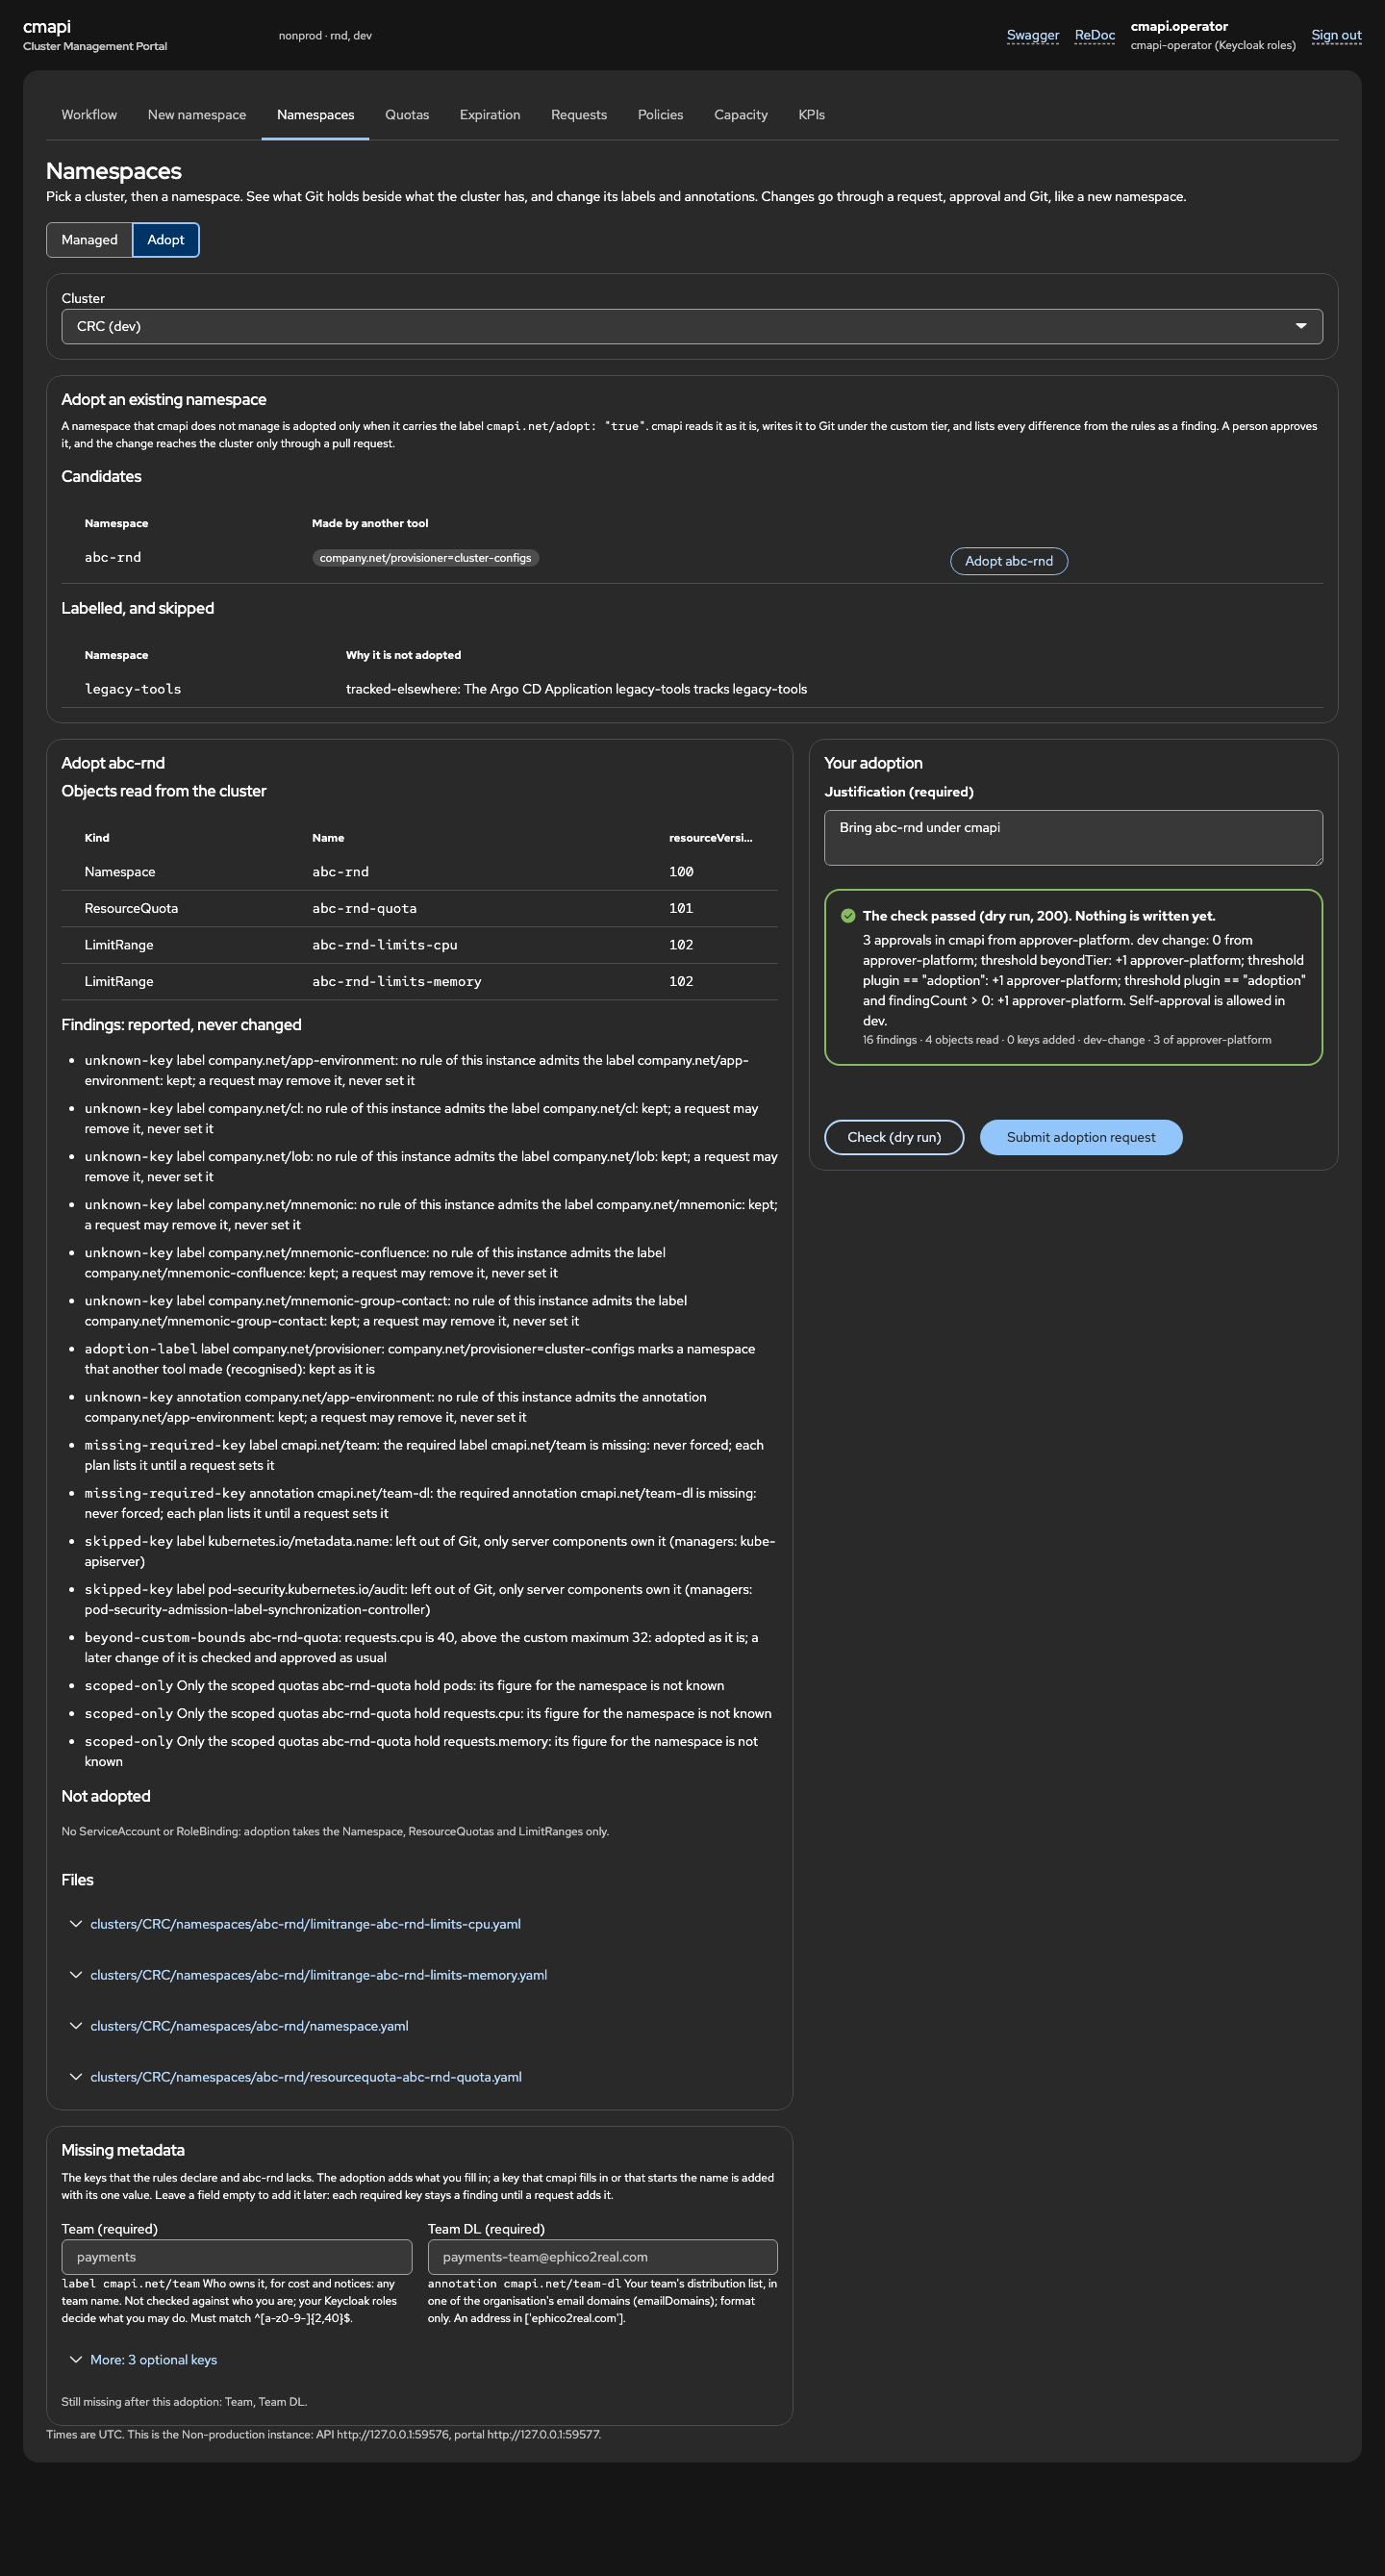 cmapi
Cluster Management Portal
nonprod · rnd, dev
Swagger
ReDoc
cmapi.operator
cmapi-operator (Keycloak roles)
Sign out
Workflow
New namespace
Namespaces
Quotas
Expiration
Requests
Policies
Capacity
KPIs
Namespaces
Pick a cluster, then a namespace. See what Git holds beside what the cluster has, and change its labels and annotations. Changes go through a request, approval and Git, like a new namespace.
Managed
Adopt
Cluster
CRC (dev)
Adopt an existing namespace
A namespace that cmapi does not manage is adopted only when it carries the label cmapi.net/adopt: "true". cmapi reads it as it is, writes it to Git under the custom tier, and lists every difference from the rules as a finding. A person approves
it, and the change reaches the cluster only through a pull request.
Candidates
Namespace
Made by another tool
abc-rnd
company.net/provisioner=cluster-configs
Adopt abc-rnd
Labelled, and skipped
Namespace
Why it is not adopted
legacy-tools
tracked-elsewhere: The Argo CD Application legacy-tools tracks legacy-tools
Adopt abc-rnd
Objects read from the cluster
Kind
Name
resourceVersi...
Namespace
abc-rnd
100
ResourceQuota
abc-rnd-quota
101
LimitRange
abc-rnd-limits-cpu
102
LimitRange
abc-rnd-limits-memory
102
Findings: reported, never changed
unknown-key label company.net/app-environment: no rule of this instance admits the label company.net/app-
environment: kept; a request may remove it, never set it
unknown-key label company.net/cl: no rule of this instance admits the label company.net/cl: kept; a request may
remove it, never set it
unknown-key label company.net/lob: no rule of this instance admits the label company.net/lob: kept; a request may
remove it, never set it
unknown-key label company.net/mnemonic: no rule of this instance admits the label company.net/mnemonic: kept;
a request may remove it, never set it
unknown-key label company.net/mnemonic-confluence: no rule of this instance admits the label
company.net/mnemonic-confluence: kept; a request may remove it, never set it
unknown-key label company.net/mnemonic-group-contact: no rule of this instance admits the label
company.net/mnemonic-group-contact: kept; a request may remove it, never set it
adoption-label label company.net/provisioner: company.net/provisioner=cluster-configs marks a namespace
that another tool made (recognised): kept as it is
unknown-key annotation company.net/app-environment: no rule of this instance admits the annotation
company.net/app-environment: kept; a request may remove it, never set it
missing-required-key label cmapi.net/team: the required label cmapi.net/team is missing: never forced; each
plan lists it until a request sets it
missing-required-key annotation cmapi.net/team-dl: the required annotation cmapi.net/team-dl is missing:
never forced; each plan lists it until a request sets it
skipped-key label kubernetes.io/metadata.name: left out of Git, only server components own it (managers: kube-
apiserver)
skipped-key label pod-security.kubernetes.io/audit: left out of Git, only server components own it (managers:
pod-security-admission-label-synchronization-controller)
beyond-custom-bounds abc-rnd-quota: requests.cpu is 40, above the custom maximum 32: adopted as it is; a
later change of it is checked and approved as usual
scoped-only Only the scoped quotas abc-rnd-quota hold pods: its figure for the namespace is not known
scoped-only Only the scoped quotas abc-rnd-quota hold requests.cpu: its figure for the namespace is not known
scoped-only Only the scoped quotas abc-rnd-quota hold requests.memory: its figure for the namespace is not
known
Not adopted
No ServiceAccount or RoleBinding: adoption takes the Namespace, ResourceQuotas and LimitRanges only.
Files
clusters/CRC/namespaces/abc-rnd/limitrange-abc-rnd-limits-cpu.yaml
clusters/CRC/namespaces/abc-rnd/limitrange-abc-rnd-limits-memory.yaml
clusters/CRC/namespaces/abc-rnd/namespace.yaml
clusters/CRC/namespaces/abc-rnd/resourcequota-abc-rnd-quota.yaml
Your adoption
Justification (required)
Bring abc-rnd under cmapi
The check passed (dry run, 200). Nothing is written yet.
3 approvals in cmapi from approver-platform. dev change: 0 from
approver-platform; threshold beyondTier: +1 approver-platform; threshold
plugin == "adoption": +1 approver-platform; threshold plugin == "adoption"
and findingCount > 0: +1 approver-platform. Self-approval is allowed in
dev.
16 findings · 4 objects read · 0 keys added · dev-change · 3 of approver-platform
Check (dry run)
Submit adoption request
Missing metadata
The keys that the rules declare and abc-rnd lacks. The adoption adds what you fill in; a key that cmapi fills in or that starts the name is added
with its one value. Leave a field empty to add it later: each required key stays a finding until a request adds it.
Team (required)
payments
label cmapi.net/team Who owns it, for cost and notices: any
team name. Not checked against who you are; your Keycloak roles
decide what you may do. Must match ^[a-z0-9-]{2,40}$.
Team DL (required)
payments-team@ephico2real.com
annotation cmapi.net/team-dl Your team's distribution list, in
one of the organisation's email domains (emailDomains); format
only. An address in ['ephico2real.com'].
More: 3 optional keys
Still missing after this adoption: Team, Team DL.
Times are UTC. This is the Non-production instance: API http://127.0.0.1:59576, portal http://127.0.0.1:59577.